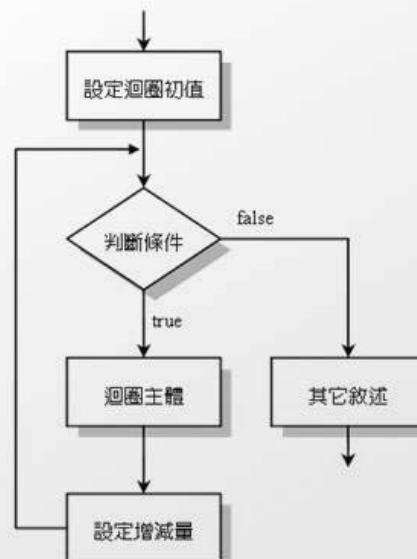 設定迴圈初值
判斷條件
false
true
迴圈主體
其它敘述
設定增減量